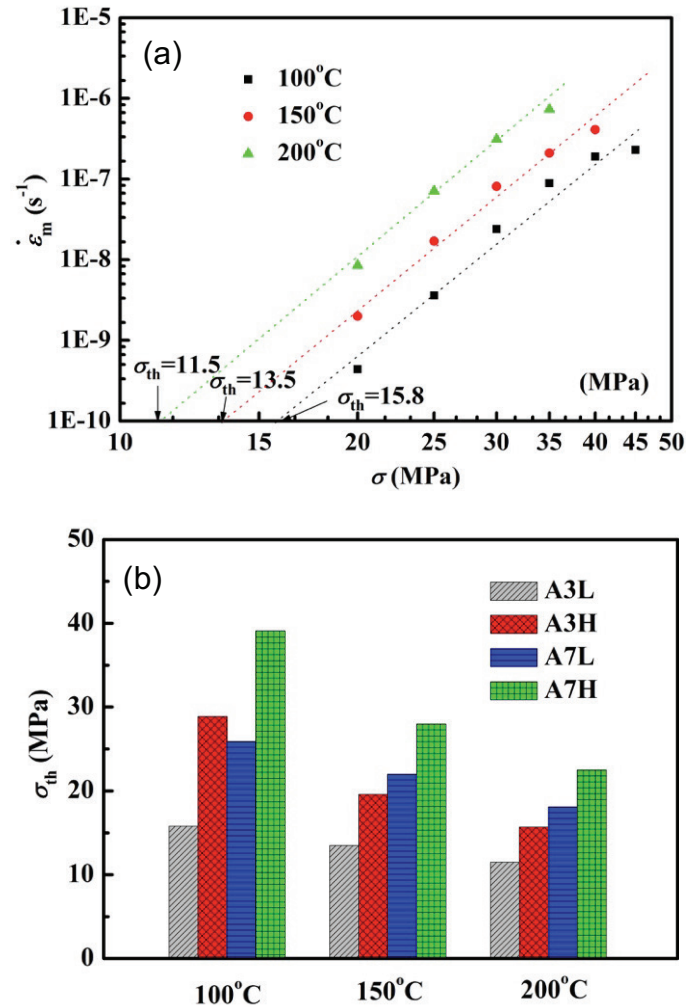 (a)
100°C
150°C
200°C
1E-5
1E-6
1E-7
1E-8
1E-9
1E-10
ε̇m (s-1)
σth=11.5
σth=13.5
σth=15.8
(MPa)
10 15 20 25 30 35 40 45 50
σ (MPa)
(b)
A3L
A3H
A7L
A7H
50
40
30
20
10
0
σth (MPa)
100°C 150°C 200°C